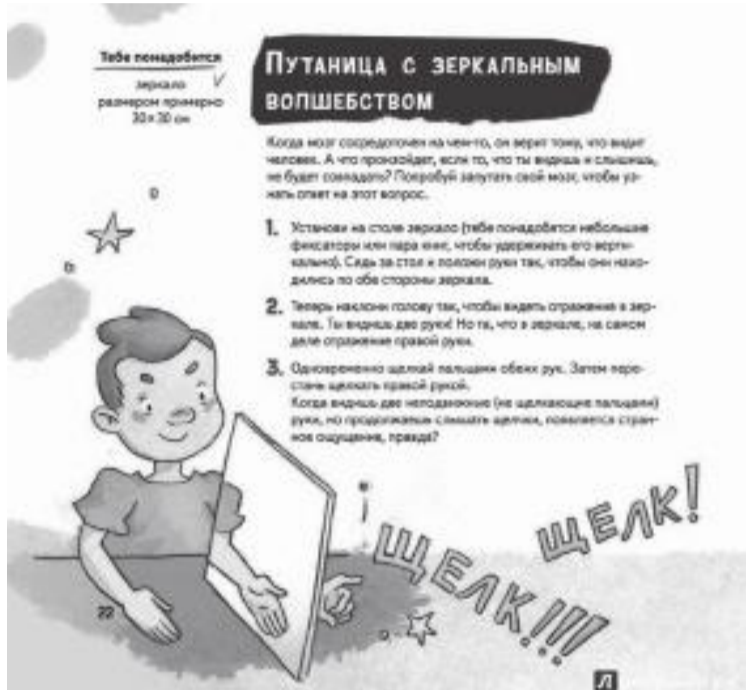 Тебе понадобится
зеркало
размером примерно
30×30 см
Путаница с зеркальным
волшебством
Когда мозг сосредоточен на чем-то, он верит тому, что видит
человек. А что произойдет, если то, что ты видишь и слышишь,
не будет совпадать? Попробуй запутать свой мозг, чтобы уз-
нать ответ на этот вопрос.
1. Установи на столе зеркало (тебе понадобятся небольшие
фиксаторы или пара книг, чтобы удерживать его верти-
кально). Сядь за стол и положи руки так, чтобы они нахо-
дились по обе стороны зеркала.
2. Теперь наклони голову так, чтобы видеть отражение в зер-
кале. Ты видишь две руки! Но та, что в зеркале, на самом
деле отражение правой руки.
3. Одновременно щелкай пальцами обеих рук. Затем пере-
стань щелкать правой рукой.
Когда видишь две неподвижные (не щелкающие пальцами)
руки, но продолжаешь слышать щелчки, появляется стран-
ное ощущение, правда?
ЩЕЛК!
ЩЕЛК!!!
22
Л